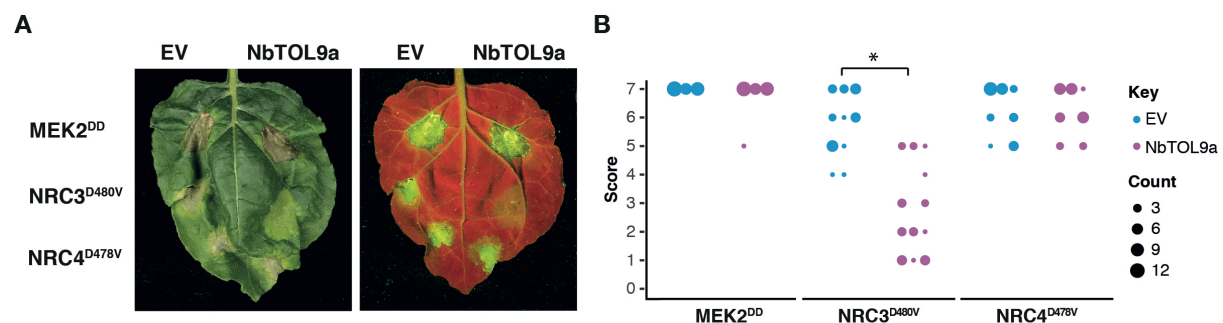 A
EV NbTOL9a EV NbTOL9a
MEK2ᴰᴰ
NRC3ᴰ⁴⁸⁰ⱽ
NRC4ᴰ⁴⁷⁸ⱽ
B
*
Score
7
6
5
4
3
2
1
0
MEK2ᴰᴰ NRC3ᴰ⁴⁸⁰ⱽ NRC4ᴰ⁴⁷⁸ⱽ
Key
EV
NbTOL9a
Count
3
6
9
12